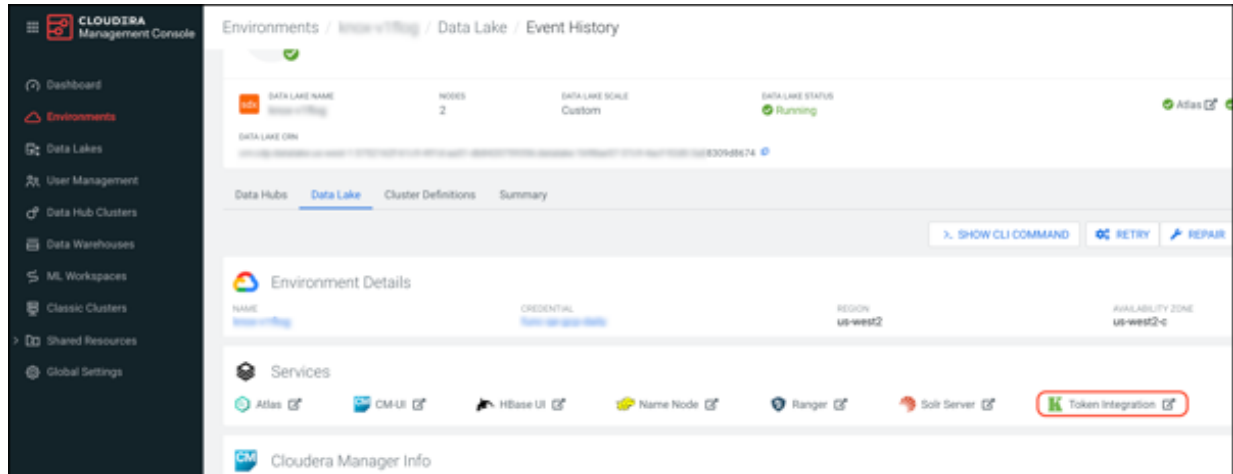 CLOUDERA
Management Console
Environments / / Data Lake / Event History
Dashboard
Environments
Data Lakes
User Management
Data Hub Clusters
Data Warehouses
ML Workspaces
Classic Clusters
Shared Resources
Global Settings
sdx
DATA LAKE NAME
NODES
2
DATA LAKE SCALE
Custom
DATA LAKE STATUS
Running
Atlas
DATA LAKE CRN
8309d8674
Data Hubs Data Lake Cluster Definitions Summary
SHOW CLI COMMAND RETRY REPAIR
Environment Details
NAME
CREDENTIAL
REGION
us-west2
AVAILABILITY ZONE
us-west2-c
Services
Atlas CM-UI HBase UI Name Node Ranger Solr Server Token Integration
CM Cloudera Manager Info